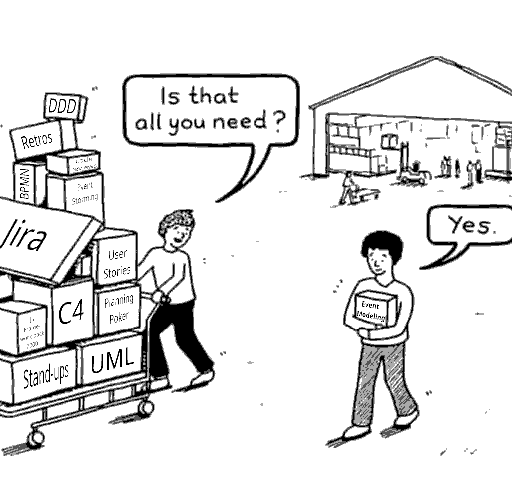 Is that
all you need?
Yes.
DDD
Retros
BPMN
Event
Storming
Jira
User
Stories
C4
Planning
Poker
Stand-ups
UML
Event
Modeling